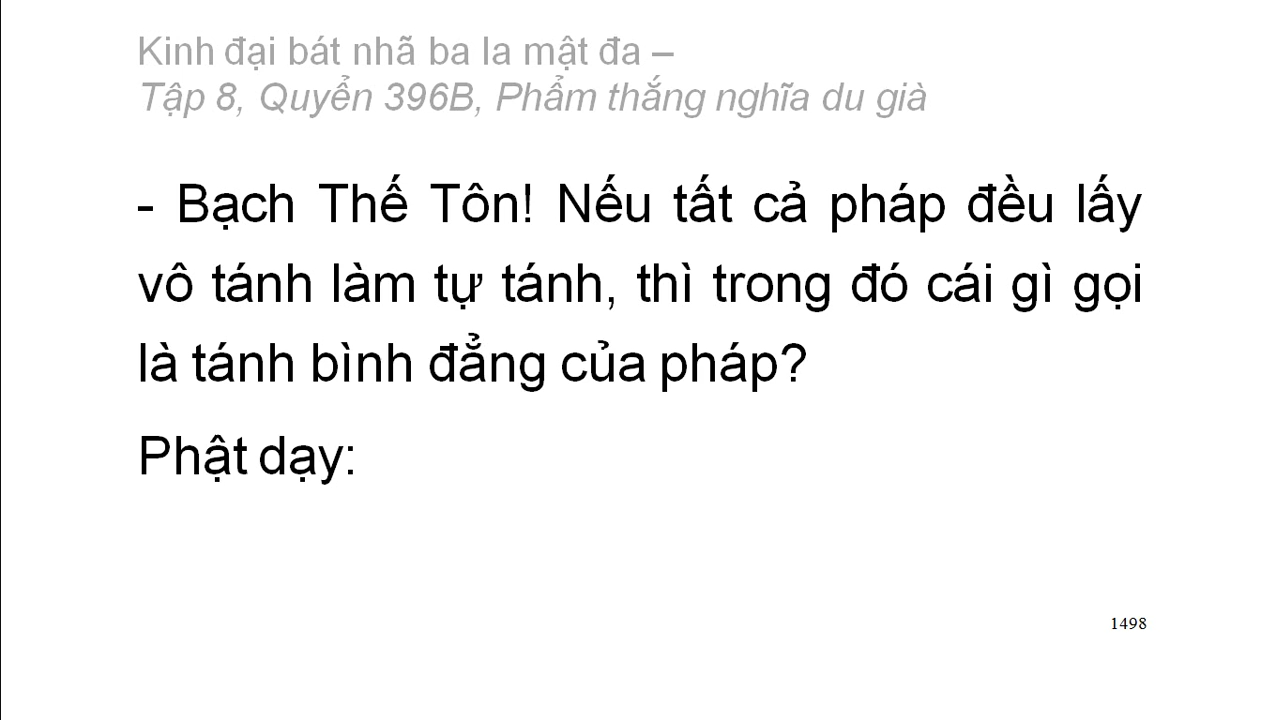 Kinh đại bát nhã ba la mật đa –
Tập 8, Quyển 396B, Phẩm thắng nghĩa du già
- Bạch Thế Tôn! Nếu tất cả pháp đều lấy
vô tánh làm tự tánh, thì trong đó cái gì gọi
là tánh bình đẳng của pháp?
Phật dạy:
1498